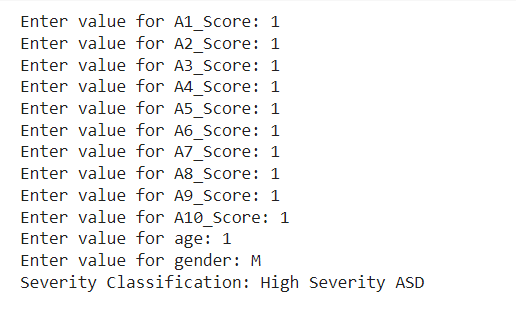 Enter value for A1_Score: 1
Enter value for A2_Score: 1
Enter value for A3_Score: 1
Enter value for A4_Score: 1
Enter value for A5_Score: 1
Enter value for A6_Score: 1
Enter value for A7_Score: 1
Enter value for A8_Score: 1
Enter value for A9_Score: 1
Enter value for A10_Score: 1
Enter value for age: 1
Enter value for gender: M
Severity Classification: High Severity ASD